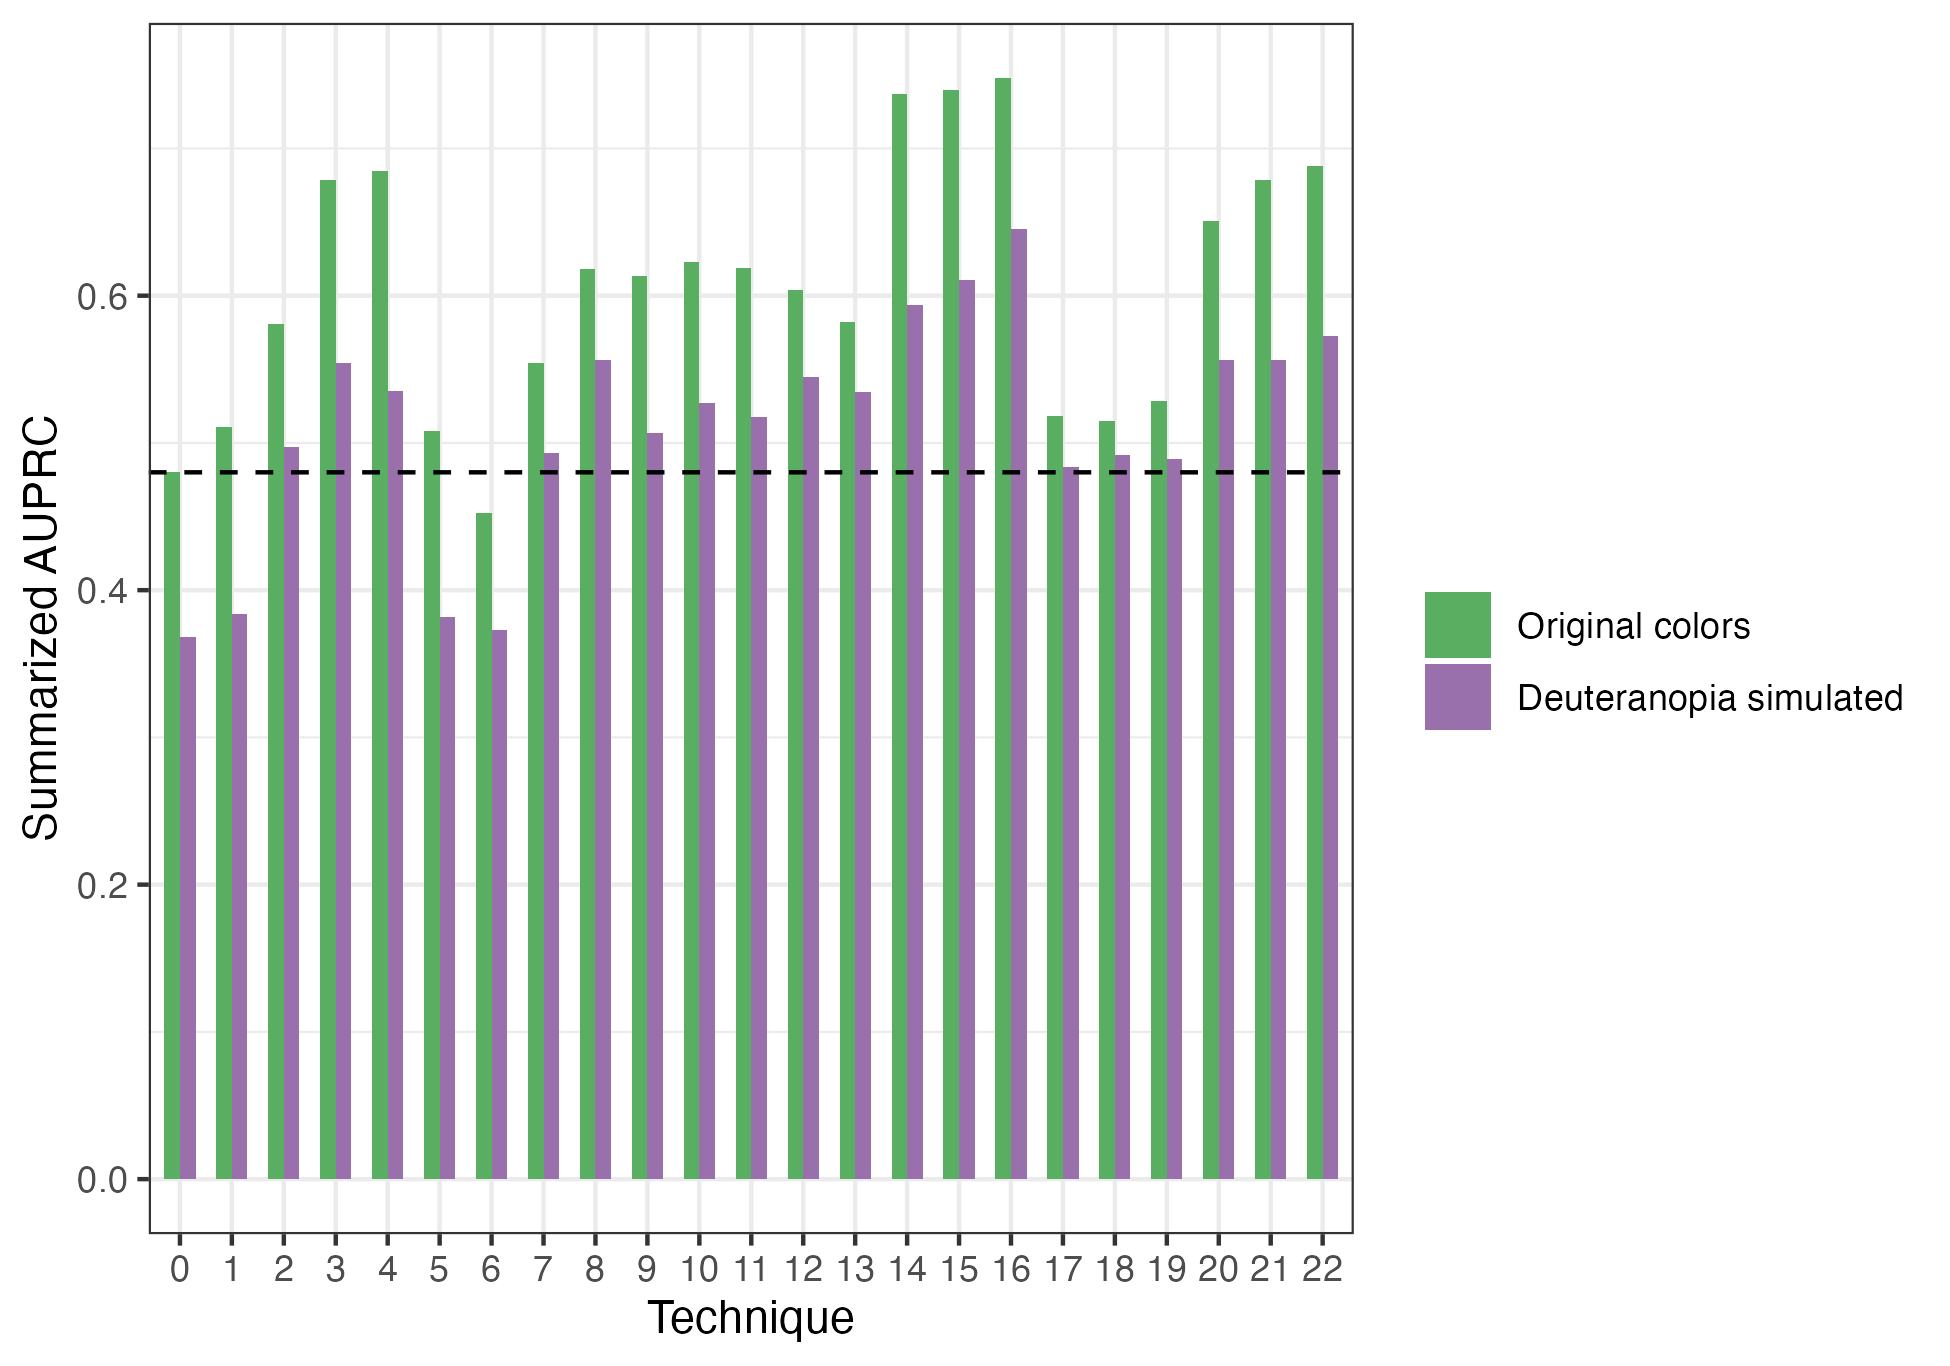 Summarized AUPRC
0.6
0.4
0.2
0.0
0 1 2 3 4 5 6 7 8 9 10 11 12 13 14 15 16 17 18 19 20 21 22
Technique
Original colors
Deuteranopia simulated